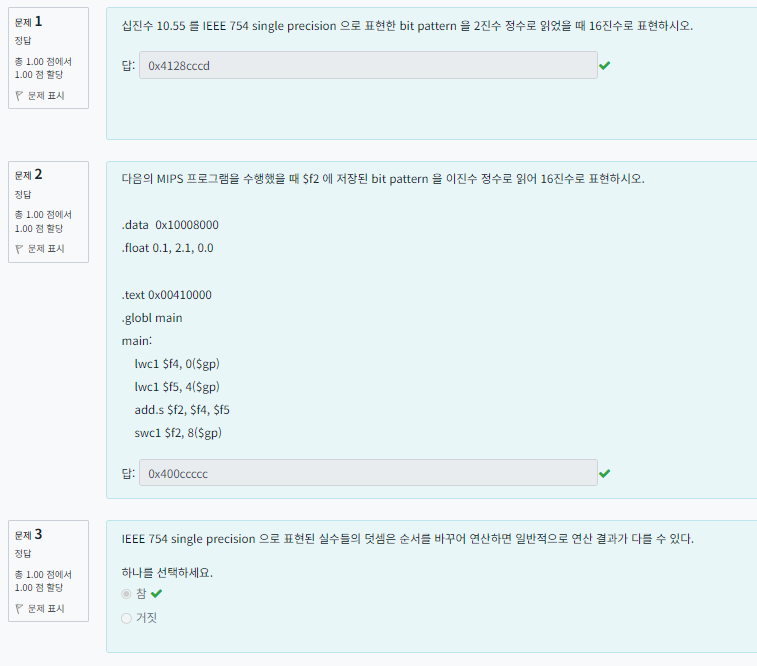 문제 1
정답
총 1.00 점에서
1.00 점 할당
문제 표시
십진수 10.55 를 IEEE 754 single precision 으로 표현한 bit pattern 을 2진수 정수로 읽었을 때 16진수로 표현하시오.
답: 0x4128cccd
문제 2
정답
총 1.00 점에서
1.00 점 할당
문제 표시
다음의 MIPS 프로그램을 수행했을 때 $f2 에 저장된 bit pattern 을 이진수 정수로 읽어 16진수로 표현하시오.
.data 0x10008000
.float 0.1, 2.1, 0.0
.text 0x00410000
.globl main
main:
lwc1 $f4, 0($gp)
lwc1 $f5, 4($gp)
add.s $f2, $f4, $f5
swc1 $f2, 8($gp)
답: 0x400ccccc
문제 3
정답
총 1.00 점에서
1.00 점 할당
문제 표시
IEEE 754 single precision 으로 표현된 실수들의 덧셈은 순서를 바꾸어 연산하면 일반적으로 연산 결과가 다를 수 있다.
하나를 선택하세요.
참
거짓